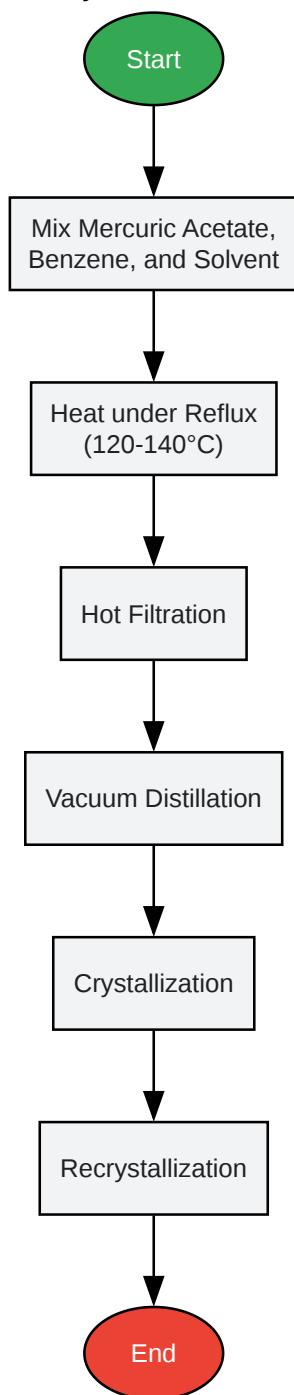 Start
Mix Mercuric Acetate,
Benzene, and Solvent
Heat under Reflux
(120-140°C)
Hot Filtration
Vacuum Distillation
Crystallization
Recrystallization
End